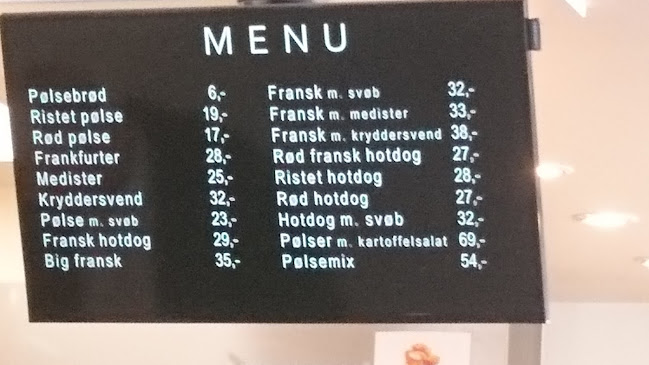 MENU
Pølsebrød 6,-
Ristet pølse 19,-
Rød pølse 17,-
Frankfurter 28,-
Medister 25,-
Kryddersvend 32,-
Pølse m. svøb 23,-
Fransk hotdog 29,-
Big fransk 35,-
Fransk m. svøb 32,-
Fransk m. medister 33,-
Fransk m. kryddersvend 38,-
Rød fransk hotdog 27,-
Ristet hotdog 28,-
Rød hotdog 27,-
Hotdog m. svøb 32,-
Pølser m. kartoffelsalat 69,-
Pølsemix 54,-